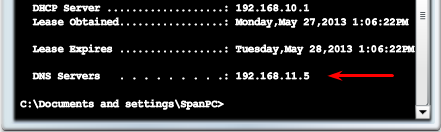 DHCP Server ..................: 192.168.10.1
Lease Obtained................: Monday,May 27,2013 1:06:22PM
Lease Expires ................: Tuesday,May 28,2013 1:06:22PM
DNS Servers . . . . . . . . .: 192.168.11.5
C:\Documents and settings\SpanPC>